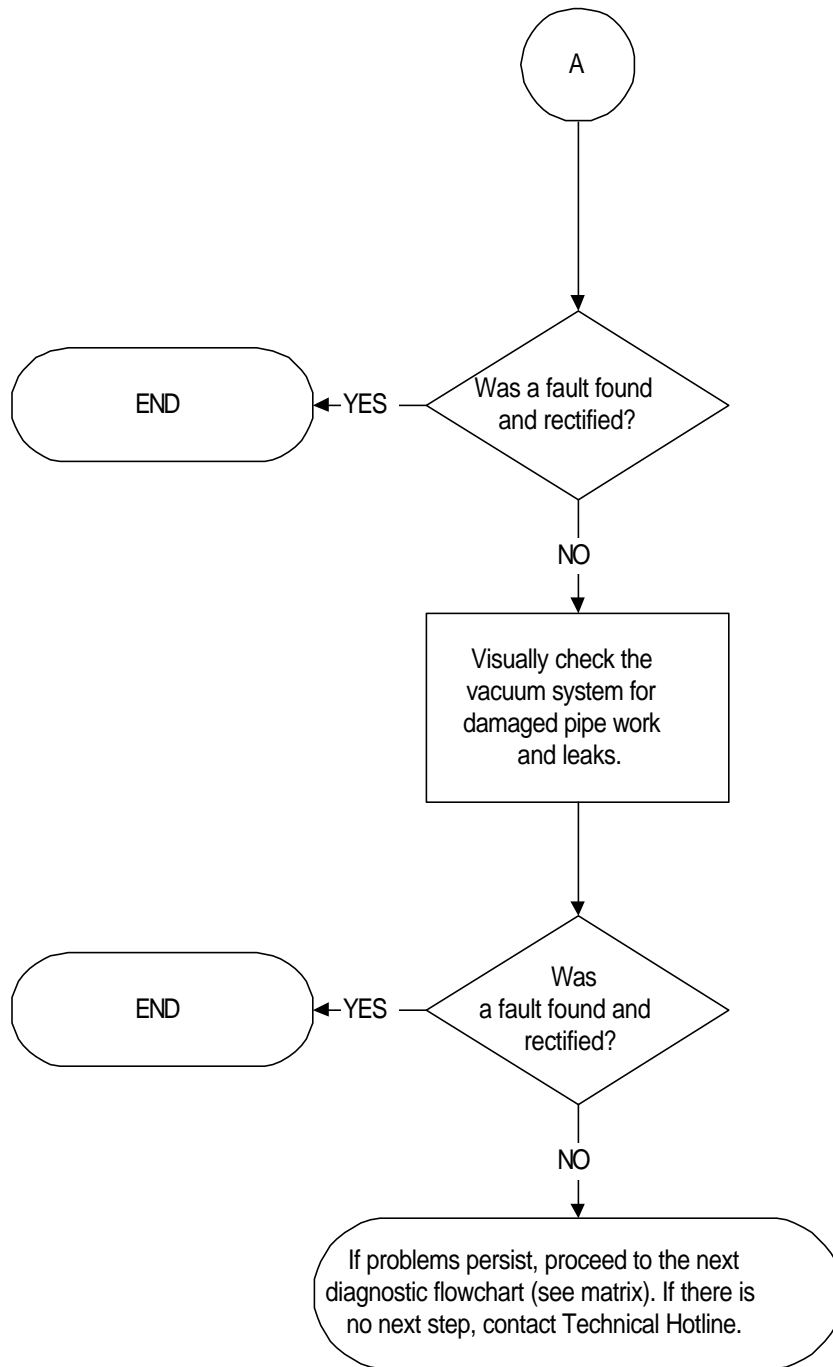 A
Was a fault found
and rectified?
YES
END
NO
Visually check the
vacuum system for
damaged pipe work
and leaks.
Was
a fault found and
rectified?
YES
END
NO
If problems persist, proceed to the next
diagnostic flowchart (see matrix). If there is
no next step, contact Technical Hotline.